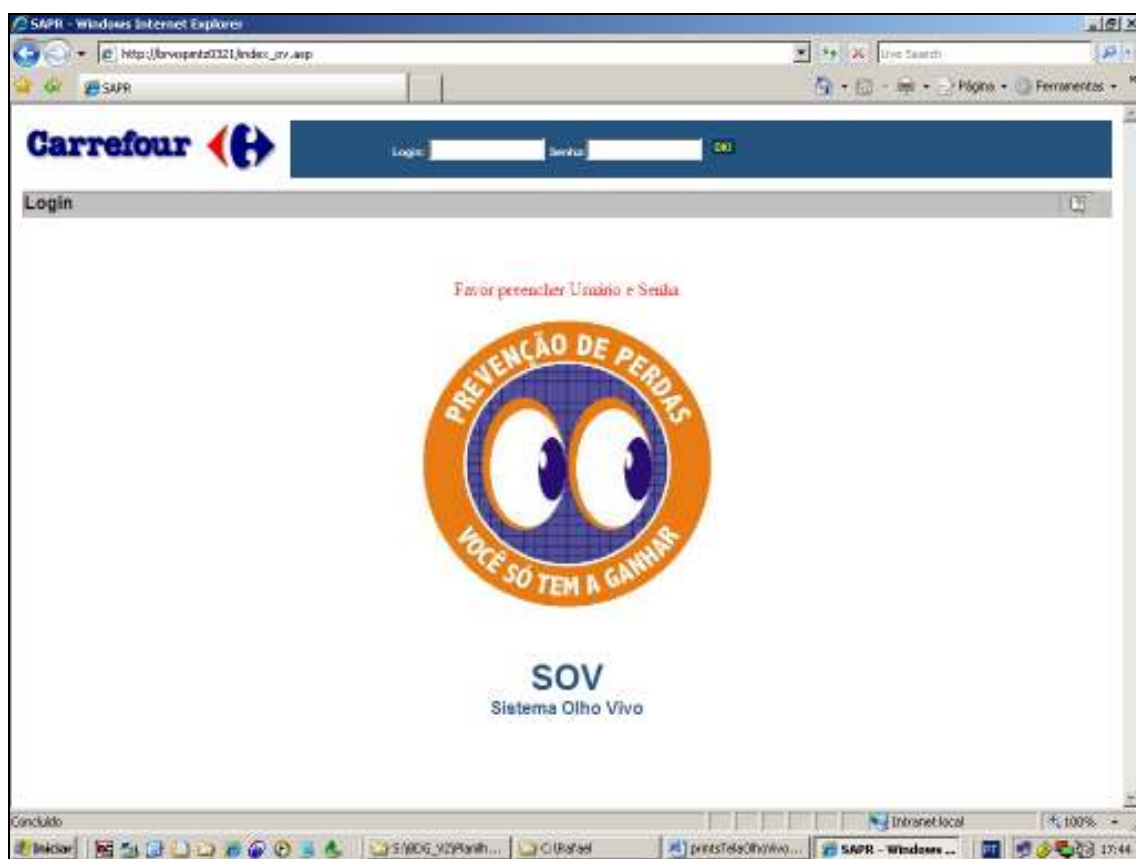 SAPR - Windows Internet Explorer
Live Search
SAPR
Página
Ferramentas
Carrefour
Login:
Senha:
OK!
Login
Favor preencher Usuário e Senha
PREVENÇÃO DE PERDAS
VOCÊ SÓ TEM A GANHAR
SOV
Sistema Olho Vivo
Concluído
Intranet local
100%
Iniciar
C:\Rafael
SAPR - Windows ...
17:44